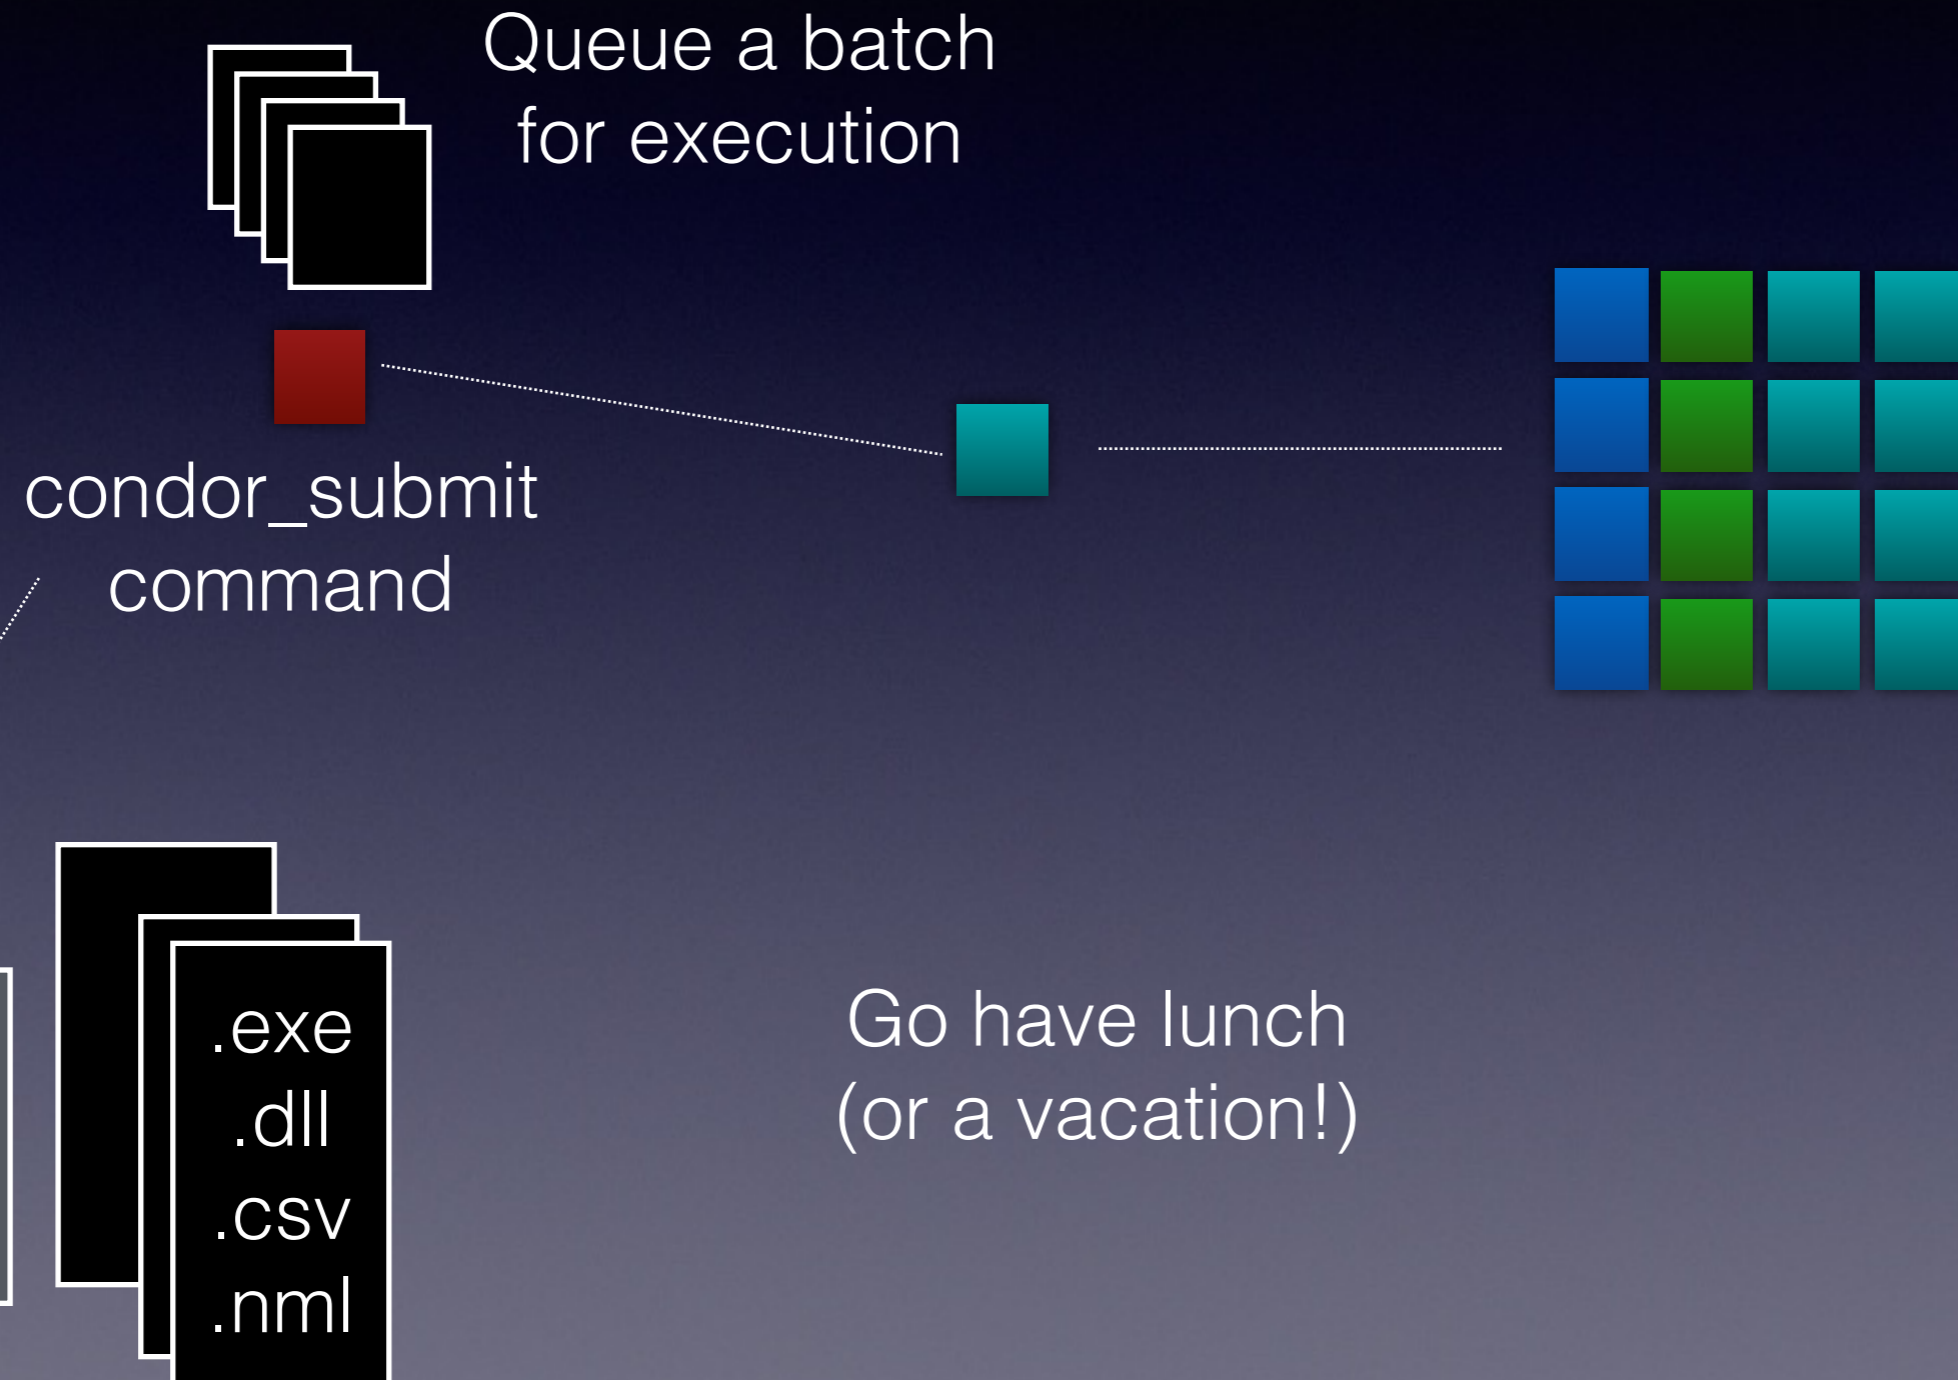 Queue a batch
for execution
condor_submit
command
.exe
.dll
.csv
.nml
Go have lunch
(or a vacation!)